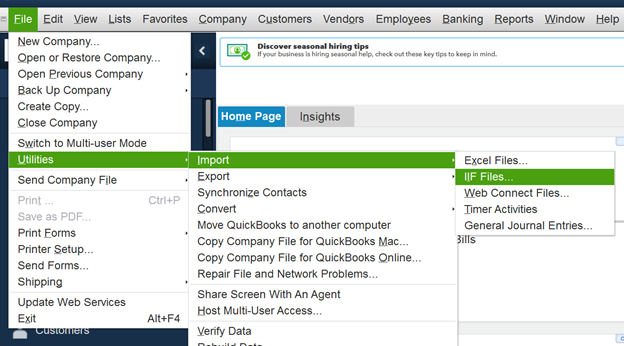 File Edit View Lists Favorites Company Customers Vendors Employees Banking Reports Window Help
New Company...
Open or Restore Company...
Open Previous Company
Back Up Company
Create Copy...
Close Company
Switch to Multi-user Mode
Utilities
Send Company File
Print ... Ctrl+P
Save as PDF...
Print Forms
Printer Setup...
Send Forms...
Shipping
Update Web Services
Exit Alt+F4
Customers
Discover seasonal hiring tips
If your business is hiring seasonal help, check out these key tips to keep in mind.
Home Page Insights
Import
Export
Synchronize Contacts
Convert
Move QuickBooks to another computer
Copy Company File for QuickBooks Mac...
Copy Company File for QuickBooks Online...
Repair File and Network Problems...
Share Screen With An Agent
Host Multi-User Access...
Verify Data
Rebuild Data
Excel Files...
IIF Files...
Web Connect Files...
Timer Activities
General Journal Entries...
Bills